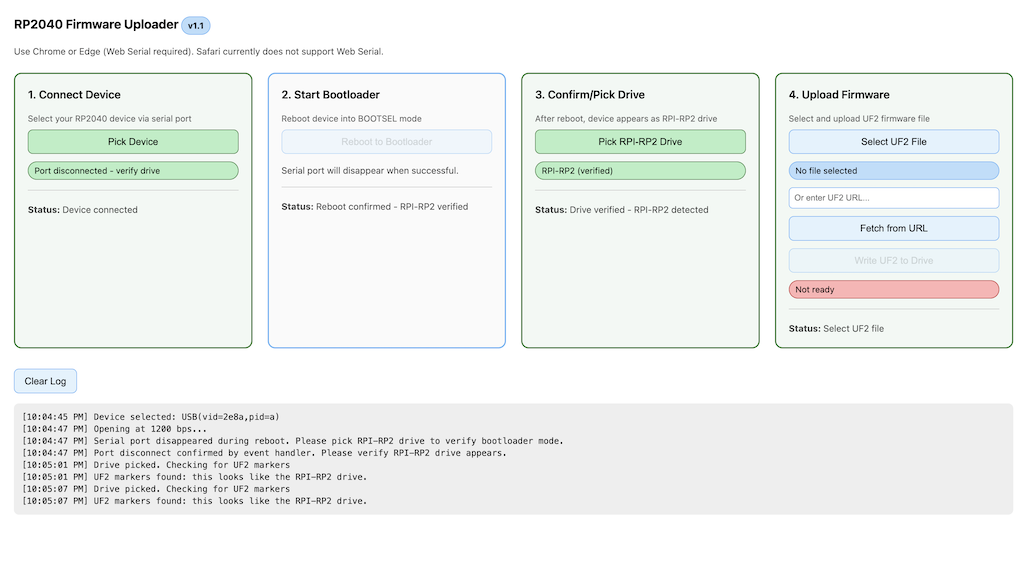 RP2040 Firmware Uploader v1.1
Use Chrome or Edge (Web Serial required). Safari currently does not support Web Serial.
1. Connect Device
Select your RP2040 device via serial port
Pick Device
Port disconnected - verify drive
Status: Device connected
2. Start Bootloader
Reboot device into BOOTSEL mode
Reboot to Bootloader
Serial port will disappear when successful.
Status: Reboot confirmed - RPI-RP2 verified
3. Confirm/Pick Drive
After reboot, device appears as RPI-RP2 drive
Pick RPI-RP2 Drive
RPI-RP2 (verified)
Status: Drive verified - RPI-RP2 detected
4. Upload Firmware
Select and upload UF2 firmware file
Select UF2 File
No file selected
Or enter UF2 URL...
Fetch from URL
Write UF2 to Drive
Not ready
Status: Select UF2 file
Clear Log
[10:04:45 PM] Device selected: USB(vid=2e8a,pid=a)
[10:04:47 PM] Opening at 1200 bps...
[10:04:47 PM] Serial port disappeared during reboot. Please pick RPI-RP2 drive to verify bootloader mode.
[10:04:47 PM] Port disconnect confirmed by event handler. Please verify RPI-RP2 drive appears.
[10:05:01 PM] Drive picked. Checking for UF2 markers
[10:05:01 PM] UF2 markers found: this looks like the RPI-RP2 drive.
[10:05:07 PM] Drive picked. Checking for UF2 markers
[10:05:07 PM] UF2 markers found: this looks like the RPI-RP2 drive.